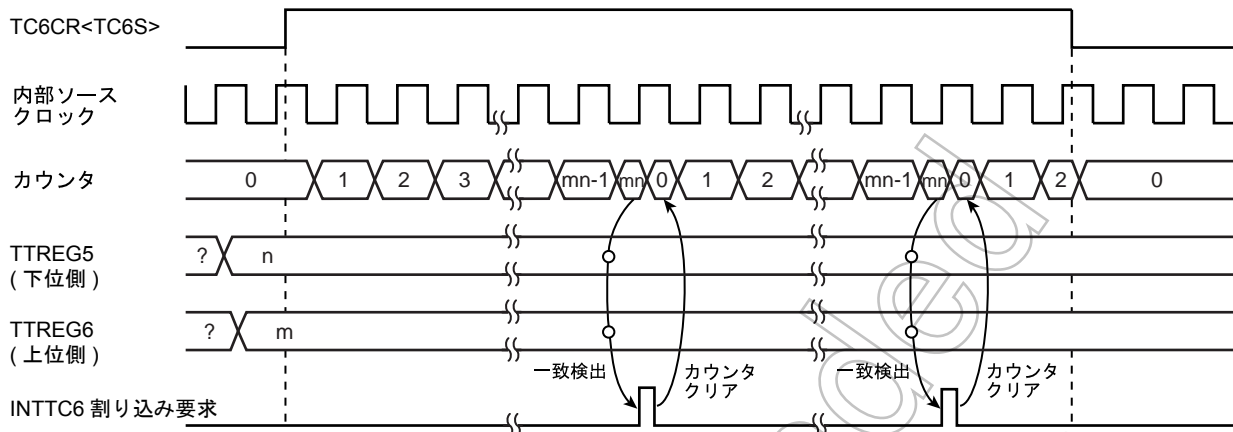 TC6CR<TC6S>
内部ソース
クロック
カウンタ 0 1 2 3 mn-1 mn 0 1 2 mn-1 mn 0 1 2 0
TTREG5 ? n
( 下位側 )
TTREG6 ? m
( 上位側 )
一致検出 カウンタ 一致検出 カウンタ
クリア クリア
INTTC6 割り込み要求
ded